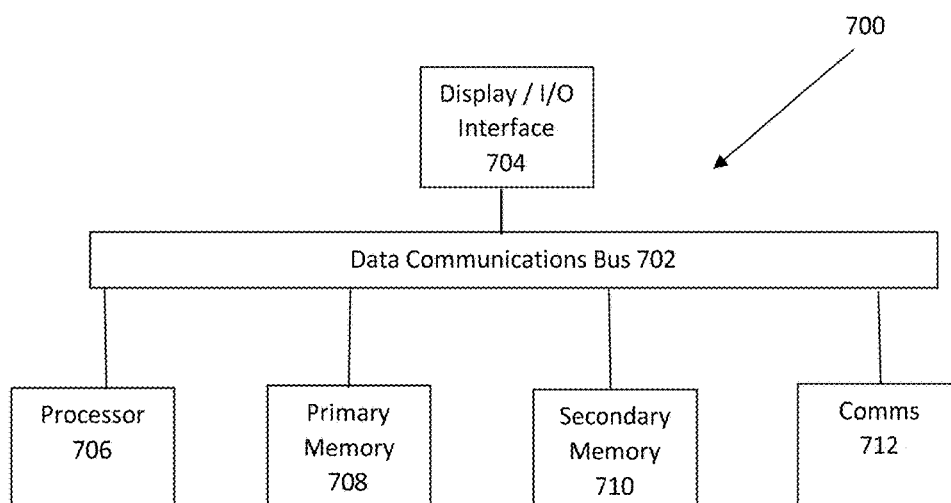 700
Display / I/O
Interface
704
Data Communications Bus 702
Processor
706
Primary
Memory
708
Secondary
Memory
710
Comms
712